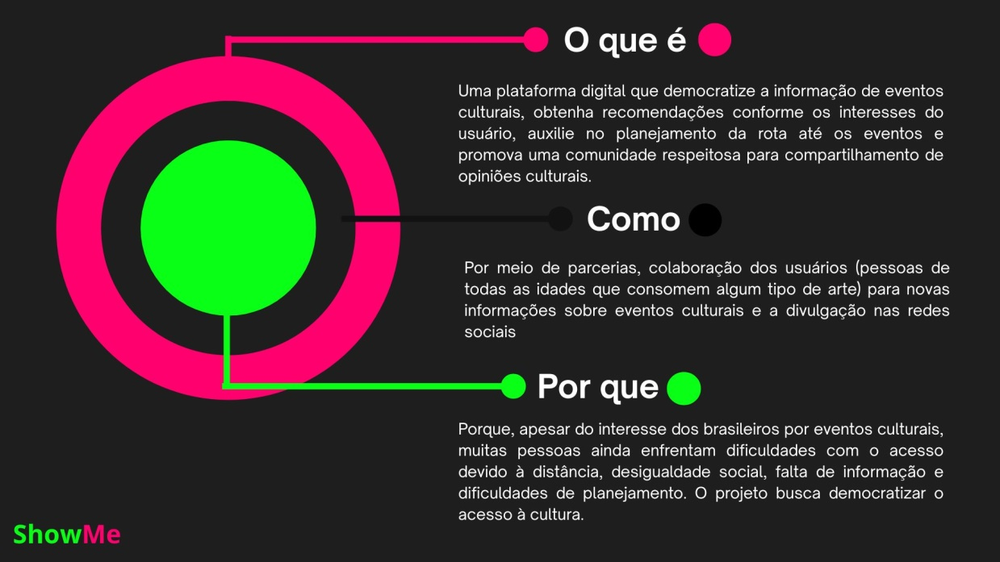 O que é
Uma plataforma digital que democratize a informação de eventos
culturais, obtenha recomendações conforme os interesses do
usuário, auxilie no planejamento da rota até os eventos e
promova uma comunidade respeitosa para compartilhamento de
opiniões culturais.
Como
Por meio de parcerias, colaboração dos usuários (pessoas de
todas as idades que consomem algum tipo de arte) para novas
informações sobre eventos culturais e a divulgação nas redes
sociais
Por que
Porque, apesar do interesse dos brasileiros por eventos culturais,
muitas pessoas ainda enfrentam dificuldades com o acesso
devido à distância, desigualdade social, falta de informação e
dificuldades de planejamento. O projeto busca democratizar o
acesso à cultura.
ShowMe